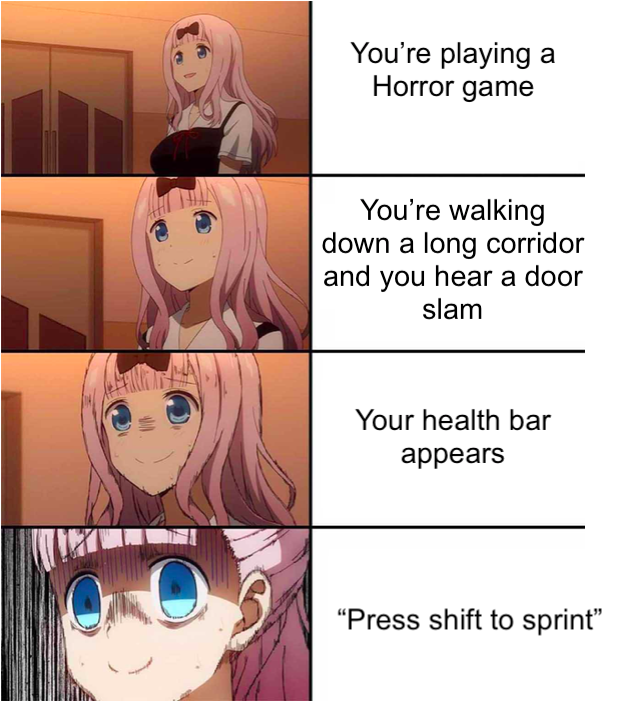 You’re playing a
Horror game
You’re walking
down a long corridor
and you hear a door
slam
Your health bar
appears
“Press shift to sprint”